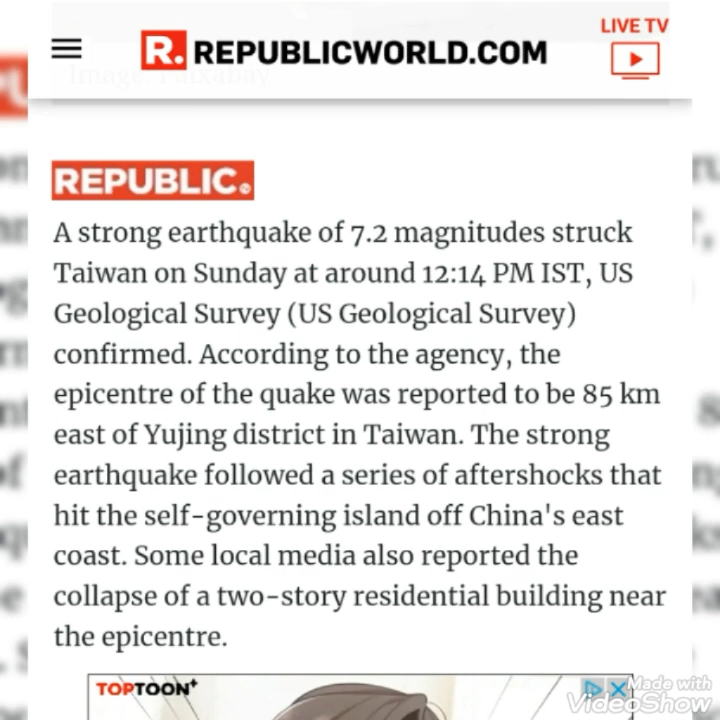 LIVE TV
R. REPUBLICWORLD.COM
REPUBLIC.
A strong earthquake of 7.2 magnitudes struck
Taiwan on Sunday at around 12:14 PM IST, US
Geological Survey (US Geological Survey)
confirmed. According to the agency, the
epicentre of the quake was reported to be 85 km
east of Yujing district in Taiwan. The strong
earthquake followed a series of aftershocks that
hit the self-governing island off China's east
coast. Some local media also reported the
collapse of a two-story residential building near
the epicentre.
TOPTOON+
Made with
VideoShow